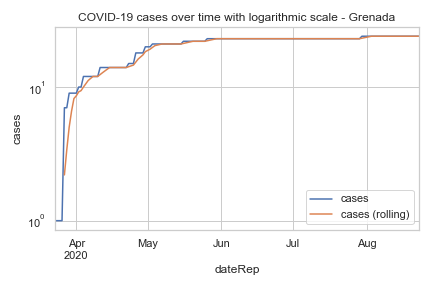 COVID-19 cases over time with logarithmic scale - Grenada
cases
10¹
10⁰
cases
cases (rolling)
Apr
2020
May
Jun
Jul
Aug
dateRep